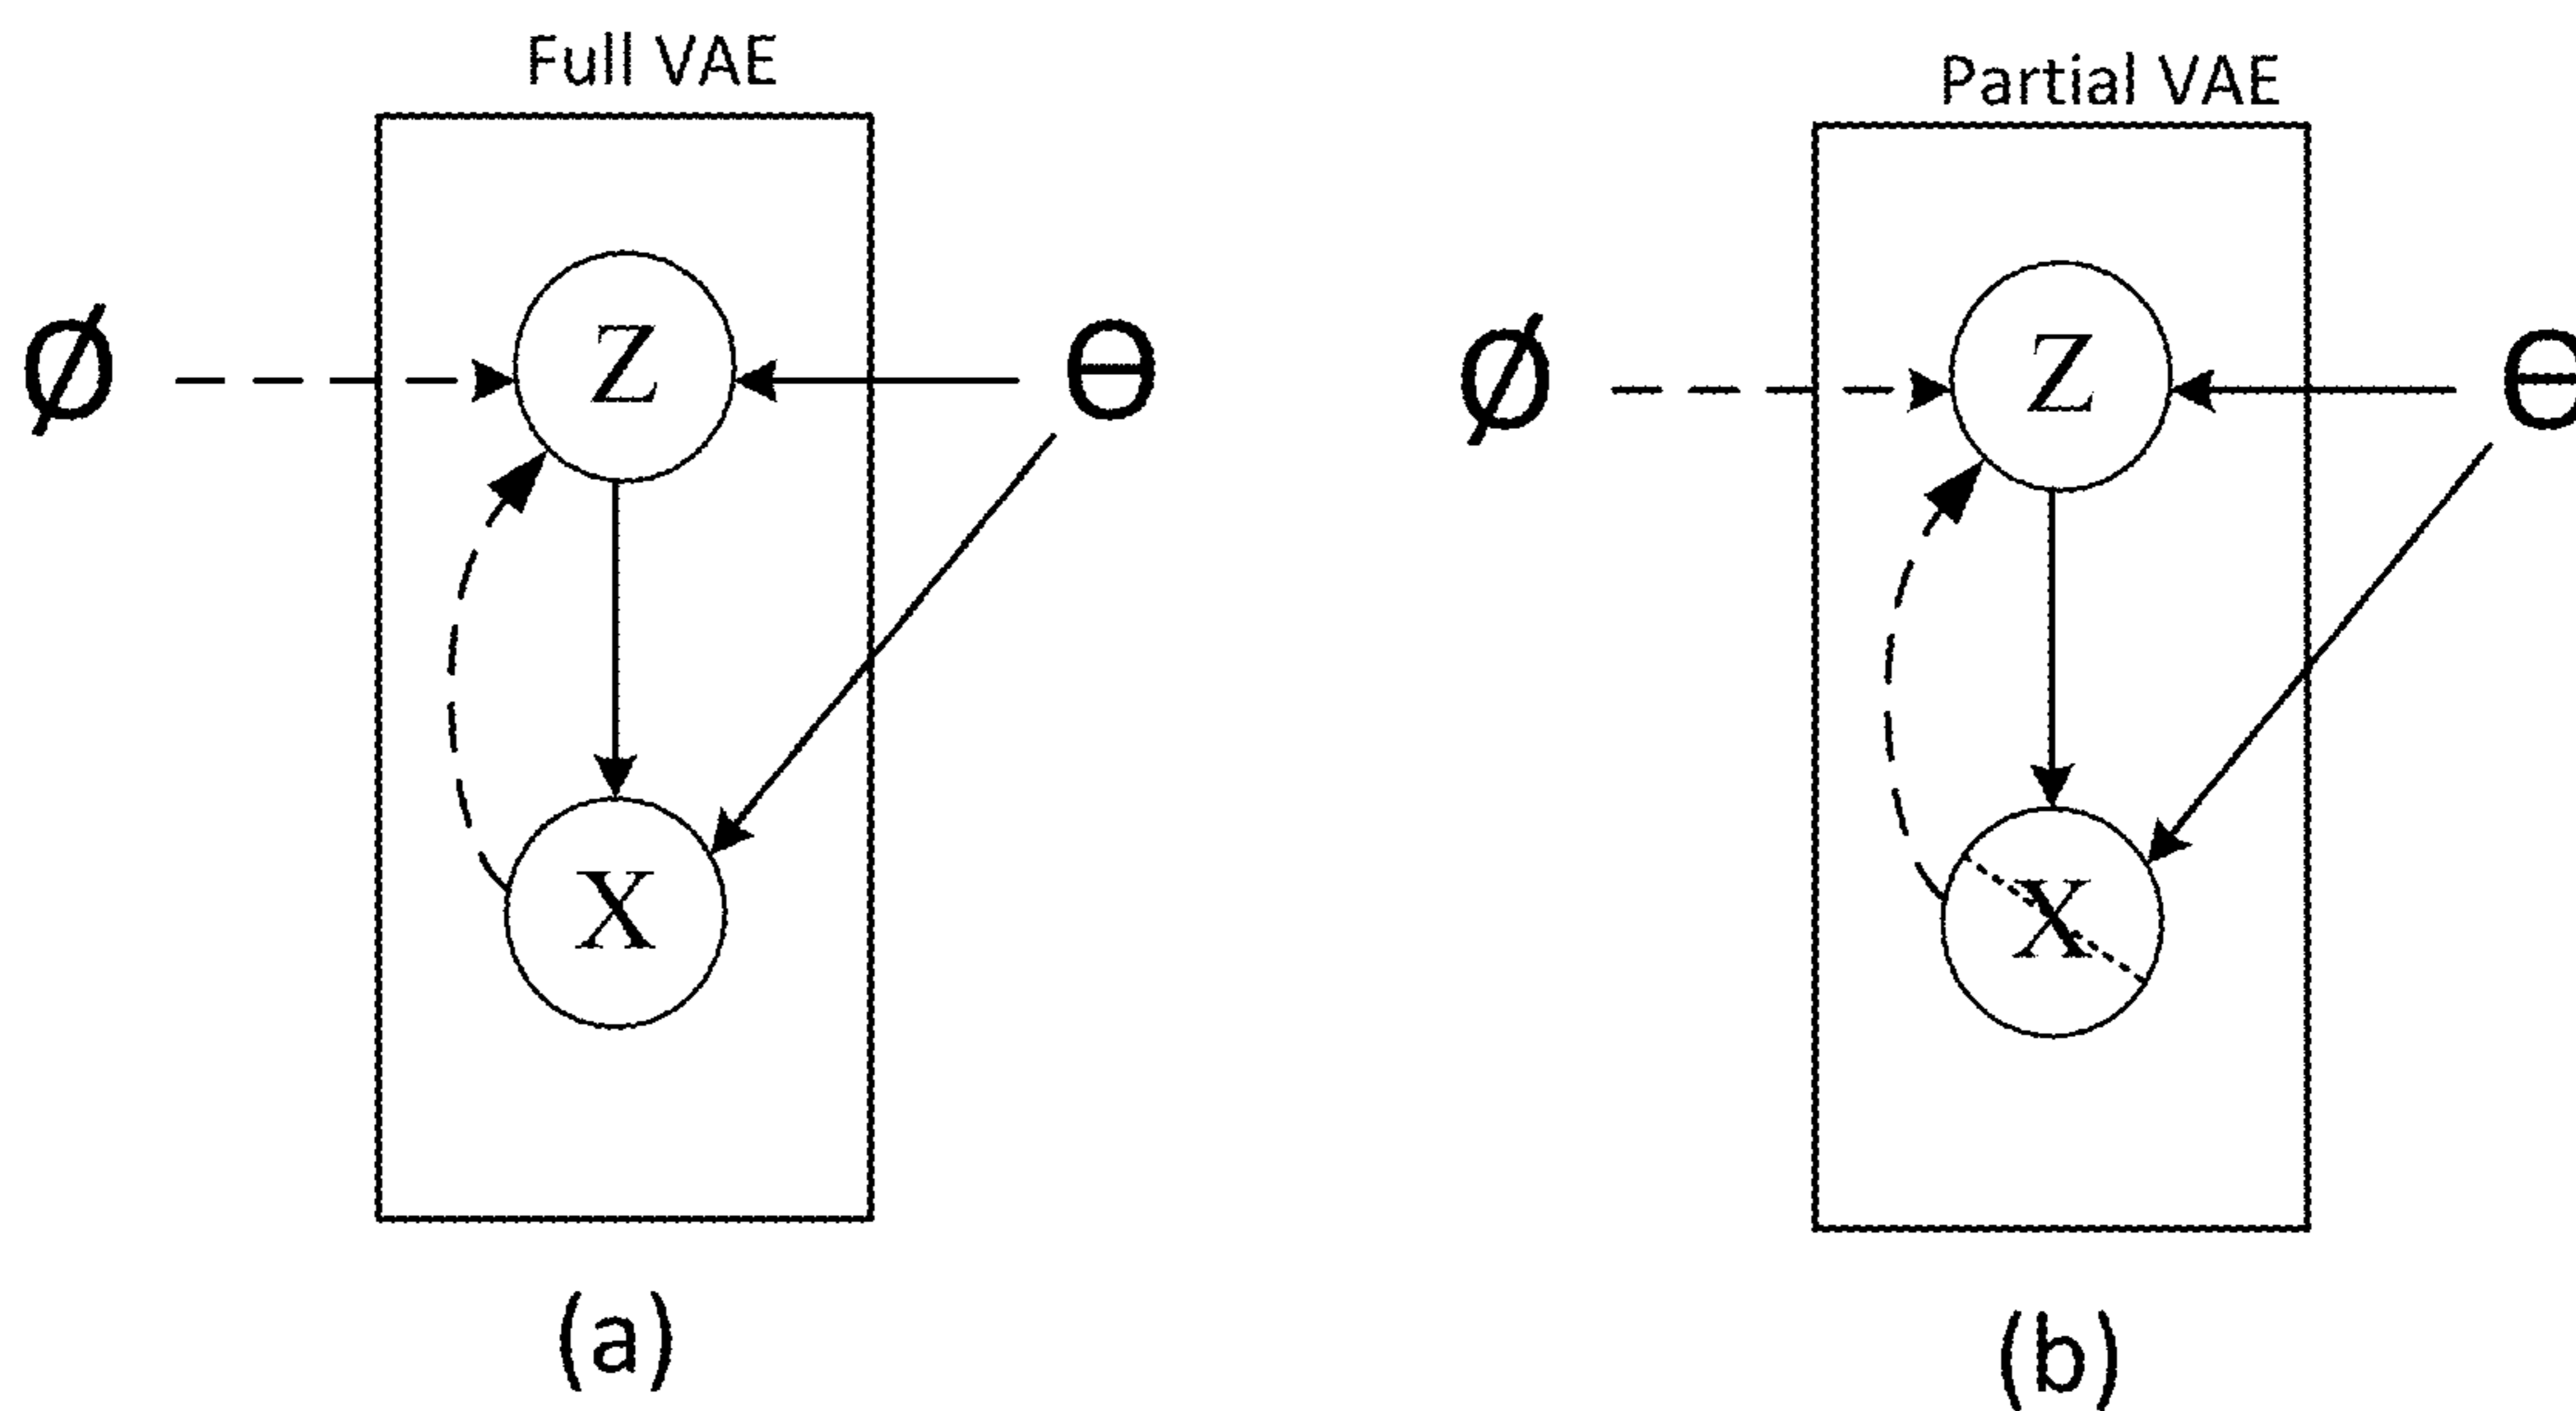 Full VAE
Ø
Z
Ө
X
(a)
Partial VAE
Ø
Z
Ө
X
(b)